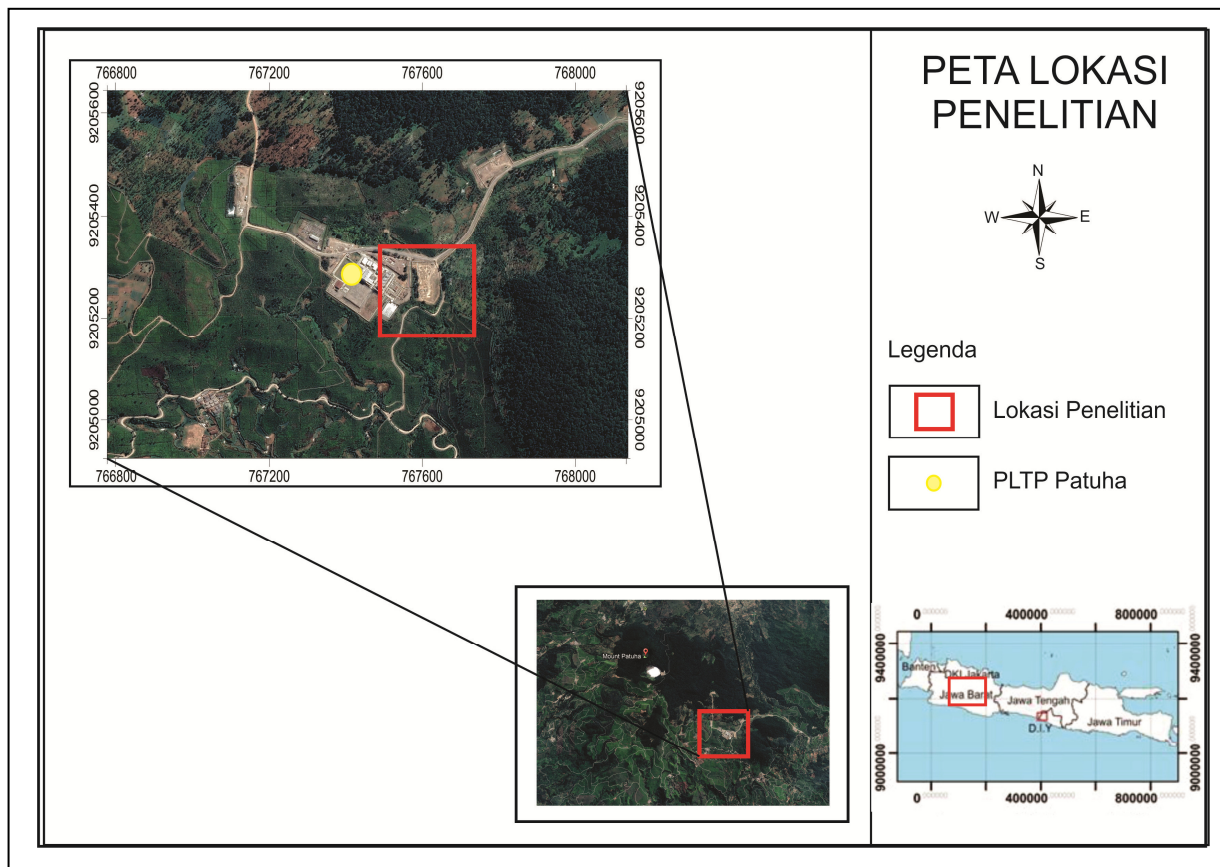 PETA LOKASI
PENELITIAN
N
W E
S
Legenda
Lokasi Penelitian
PLTP Patuha
766800 767200 767600 768000
9205600 9205600
9205400 9205400
9205200 9205200
9205000 9205000
766800 767200 767600 768000
Mount Patuha
0 400000 800000
9400000 9400000
Banten
DKI Jakarta
Jawa Barat
Jawa Tengah
D.I.Y
Jawa Timur
9000000 9000000
0 400000 800000